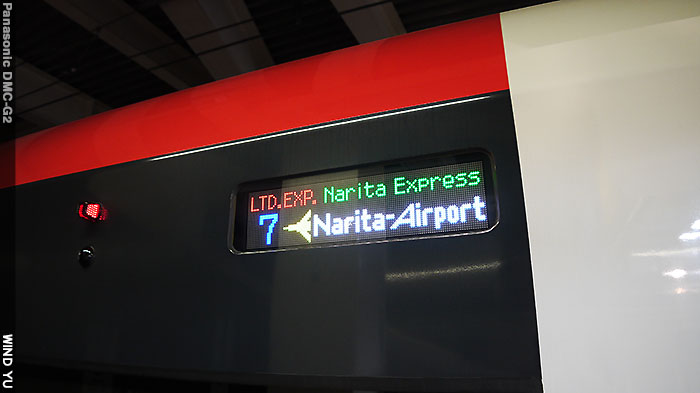 Panasonic DMC-G2
LTD.EXP. Narita Express
7 Narita-Airport
WIND YU